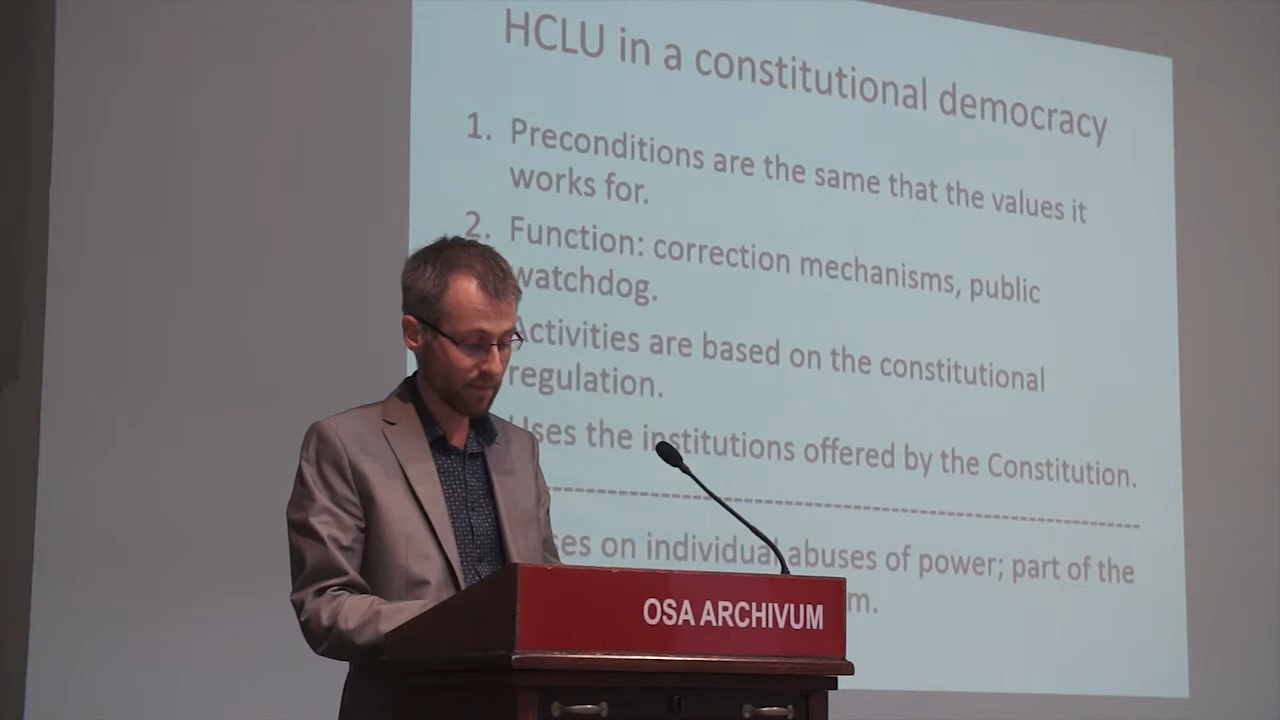 HCLU in a constitutional democracy
1. Preconditions are the same that the values it
works for.
2. Function: correction mechanisms, public
watchdog.
Activities are based on the constitutional
regulation.
Uses the institutions offered by the Constitution.
on individual abuses of power; part of the
OSA ARCHIVUM